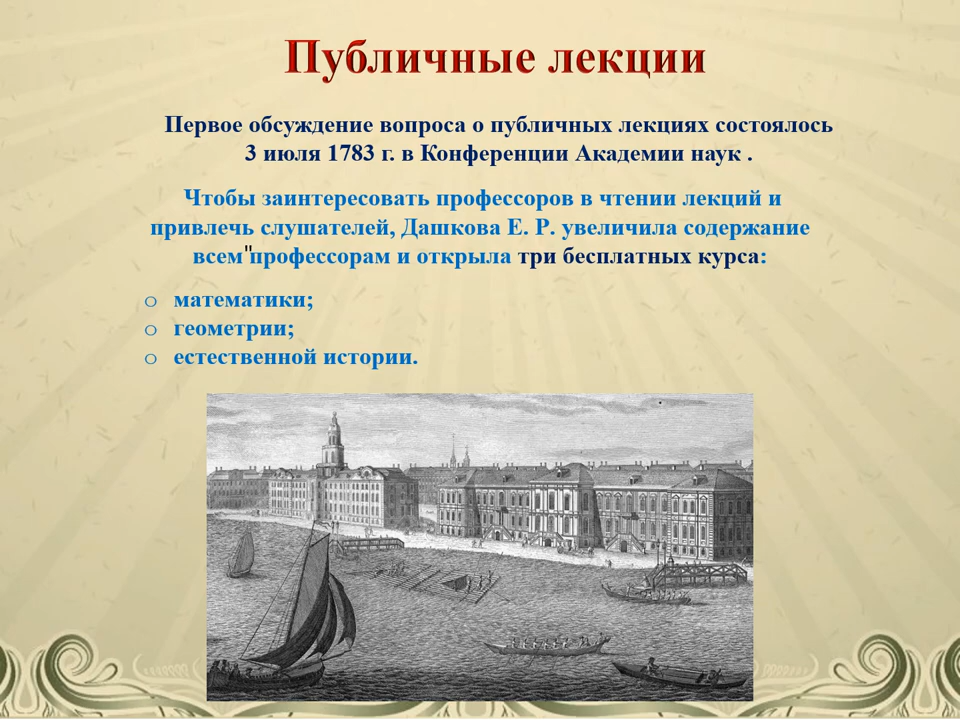 Публичные лекции
Первое обсуждение вопроса о публичных лекциях состоялось
3 июля 1783 г. в Конференции Академии наук .
Чтобы заинтересовать профессоров в чтении лекций и
привлечь слушателей, Дашкова Е. Р. увеличила содержание
всем"профессорам и открыла три бесплатных курса:
o математики;
o геометрии;
o естественной истории.